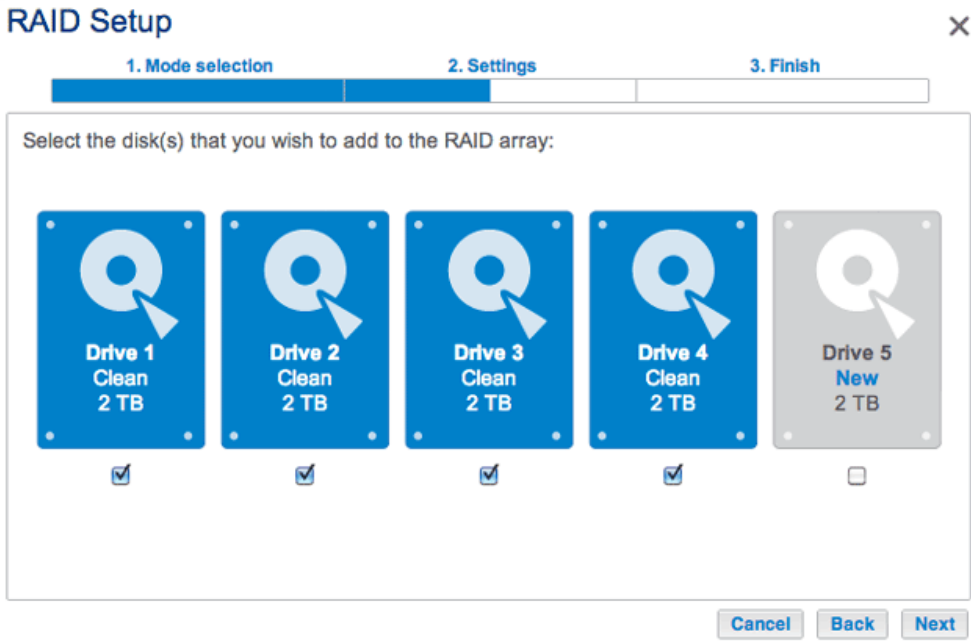 RAID Setup
1. Mode selection
2. Settings
3. Finish
Select the disk(s) that you wish to add to the RAID array:
Drive 1
Clean
2 TB
Drive 2
Clean
2 TB
Drive 3
Clean
2 TB
Drive 4
Clean
2 TB
Drive 5
New
2 TB
Cancel
Back
Next